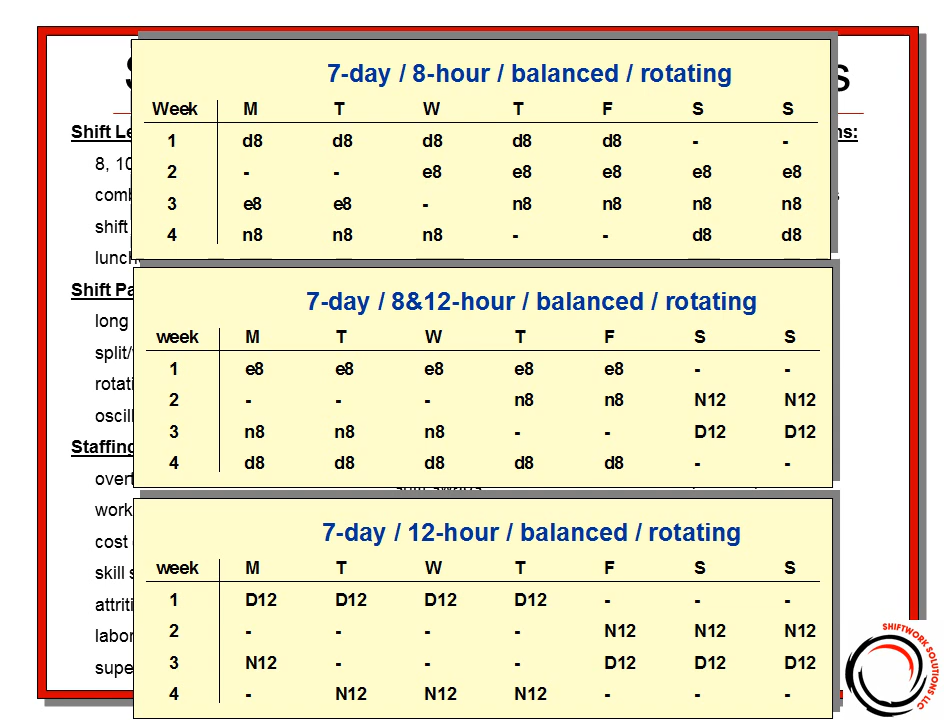 S
s
7-day / 8-hour / balanced / rotating
Week M T W T F S S
Shift Le
ns:
1 d8 d8 d8 d8 d8 - -
8, 10
2 - - e8 e8 e8 e8 e8
comb
3 e8 e8 - n8 n8 n8 n8
shift
4 n8 n8 n8 - - d8 d8
lunch
Shift Pa
7-day / 8&12-hour / balanced / rotating
long
week M T W T F S S
split/
1 e8 e8 e8 e8 e8 - -
rotati
2 - - - n8 n8 N12 N12
oscill
3 n8 n8 n8 - - D12 D12
Staffing
4 d8 d8 d8 d8 d8 - -
overt
work
7-day / 12-hour / balanced / rotating
cost
week M T W T F S S
skill s
1 D12 D12 D12 D12 - - -
attriti
2 - - - - N12 N12 N12
labor
3 N12 - - - D12 D12 D12
supe
4 - N12 N12 N12 - - -
SHIFTWORK SOLUTIONS LLC